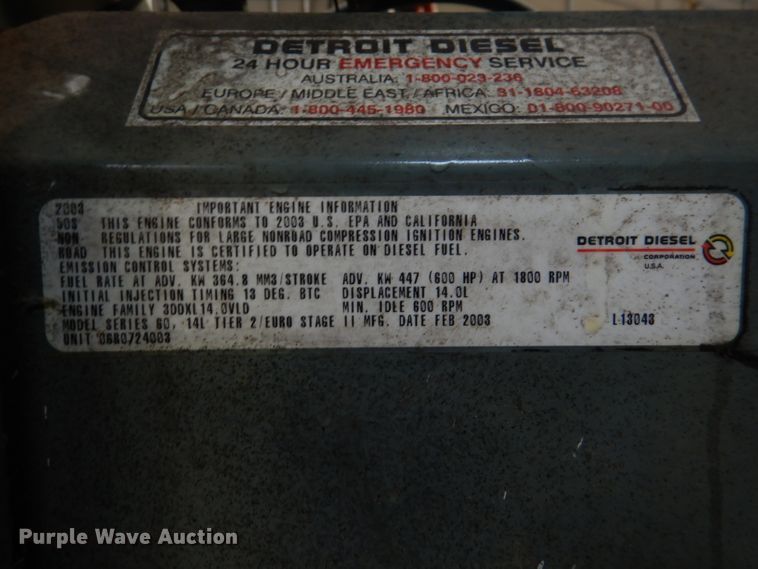 DETROIT DIESEL
24 HOUR EMERGENCY SERVICE
AUSTRALIA: 1-800-023-236
EUROPE / MIDDLE EAST / AFRICA: 31-1804-63208
USA / CANADA: 1-800-445-1980 MEXICO: 01-800-90271-00
2003 IMPORTANT ENGINE INFORMATION
50S THIS ENGINE CONFORMS TO 2003 U.S. EPA AND CALIFORNIA
NON- REGULATIONS FOR LARGE NONROAD COMPRESSION IGNITION ENGINES.
ROAD THIS ENGINE IS CERTIFIED TO OPERATE ON DIESEL FUEL.
EMISSION CONTROL SYSTEMS:
FUEL RATE AT ADV. KW 364.8 MM3/STROKE ADV. KW 447 (600 HP) AT 1800 RPM
INITIAL INJECTION TIMING 13 DEG. BTC DISPLACEMENT 14.0L
ENGINE FAMILY 3DDXL14.0VLD MIN. IDLE 600 RPM
MODEL SERIES 60, 14L TIER 2/EURO STAGE II MFG. DATE FEB 2003
UNIT 06R0724003
DETROIT DIESEL
CORPORATION
U.S.A.
L13043
Purple Wave Auction